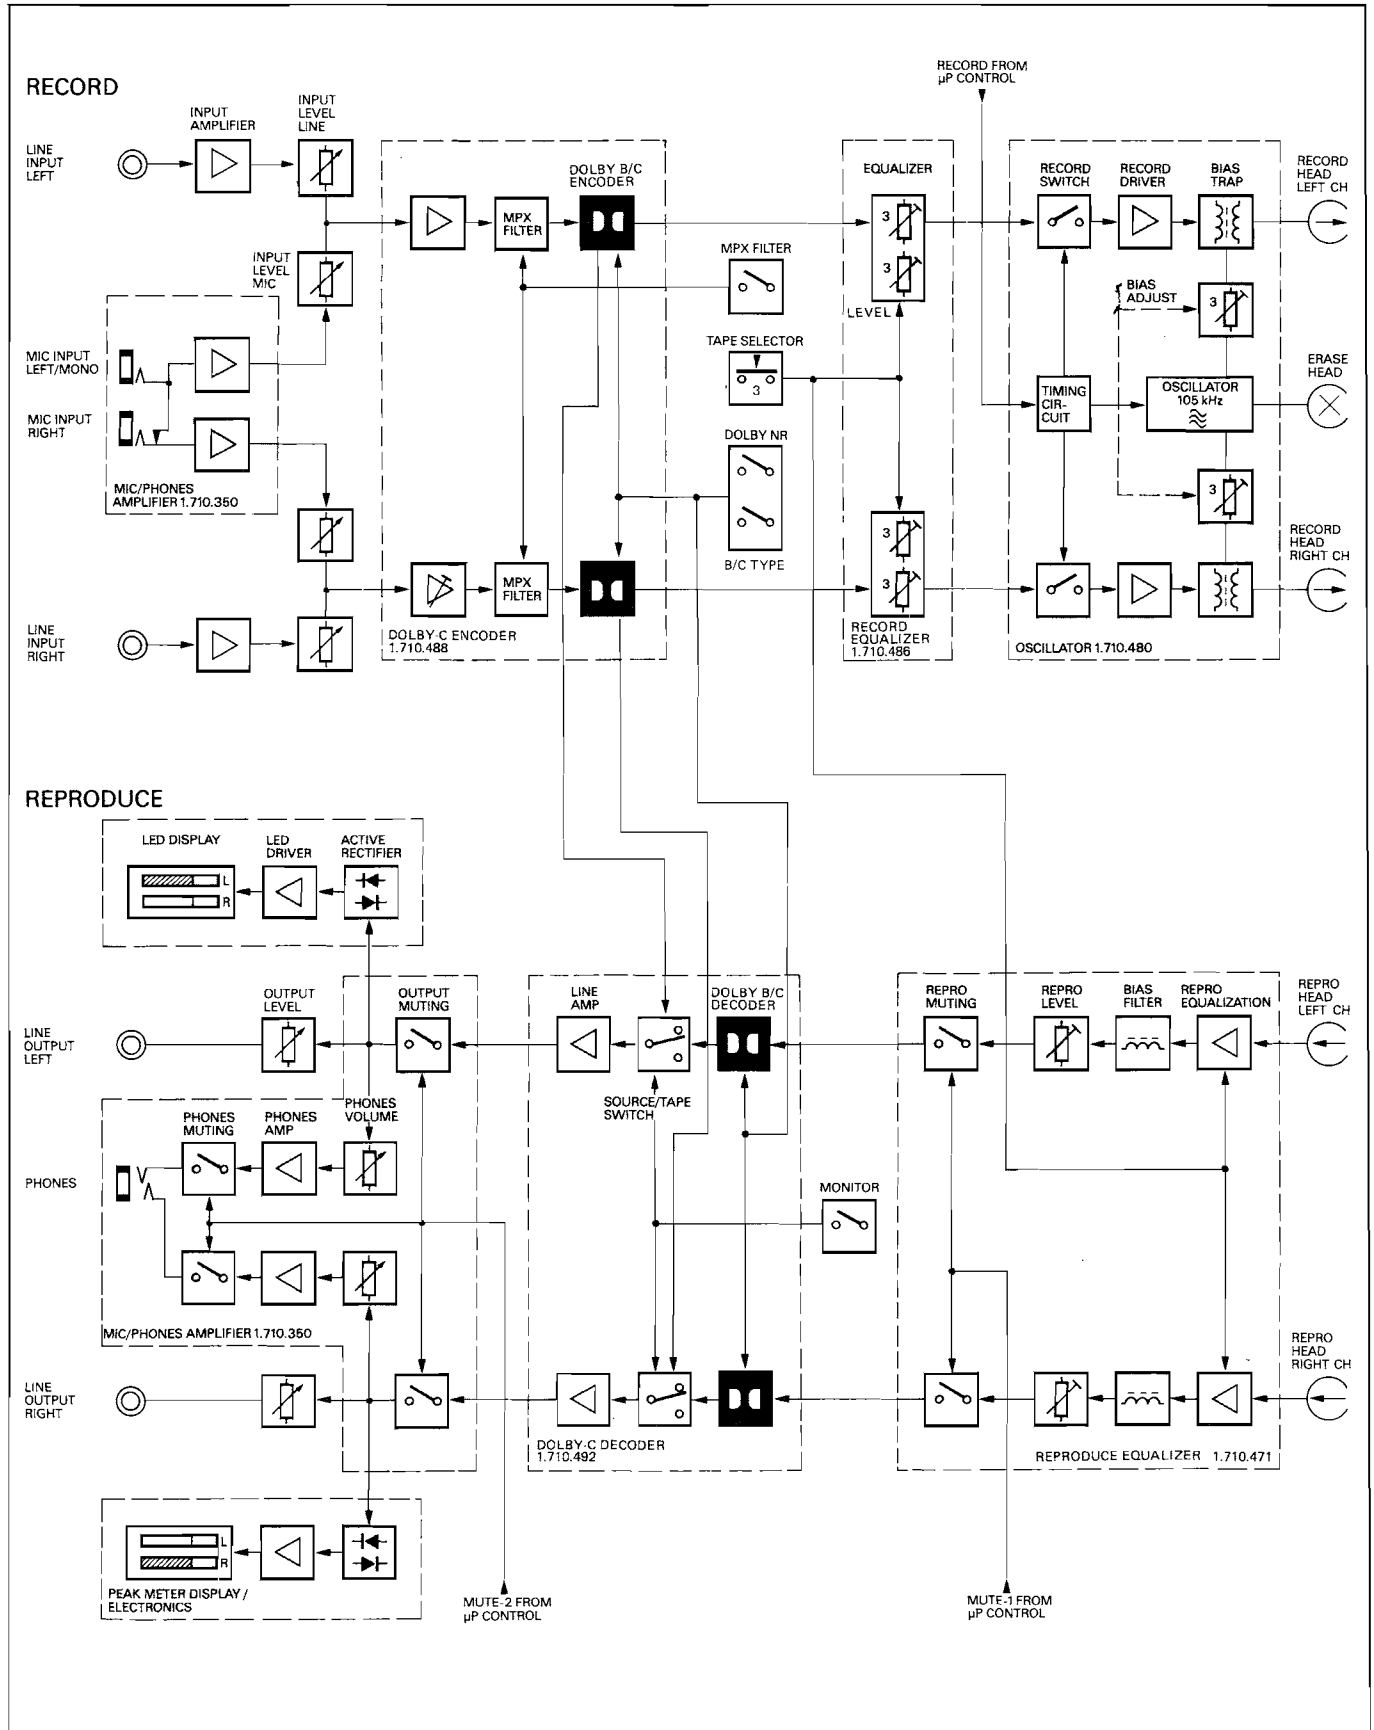 RECORD
RECORD FROM
µP CONTROL
LINE
INPUT
LEFT
INPUT
AMPLIFIER
INPUT
LEVEL
LINE
DOLBY B/C
ENCODER
MPX
FILTER
INPUT
LEVEL
MIC
MIC INPUT
LEFT/MONO
MIC INPUT
RIGHT
MIC/PHONES
AMPLIFIER 1.710.350
LINE
INPUT
RIGHT
MPX
FILTER
DOLBY-C ENCODER
1.710.488
MPX FILTER
TAPE SELECTOR
3
DOLBY NR
B/C TYPE
EQUALIZER
3
3
LEVEL
3
3
RECORD
EQUALIZER
1.710.486
RECORD
SWITCH
RECORD
DRIVER
BIAS
TRAP
RECORD
HEAD
LEFT CH
BIAS
ADJUST
3
TIMING
CIR-
CUIT
OSCILLATOR
105 kHz
ERASE
HEAD
3
RECORD
HEAD
RIGHT CH
OSCILLATOR 1.710.480
REPRODUCE
LED DISPLAY
LED
DRIVER
ACTIVE
RECTIFIER
L
R
LINE
OUTPUT
LEFT
OUTPUT
LEVEL
OUTPUT
MUTING
LINE
AMP
DOLBY B/C
DECODER
REPRO
MUTING
REPRO
LEVEL
BIAS
FILTER
REPRO
EQUALIZATION
REPRO
HEAD
LEFT CH
SOURCE/TAPE
SWITCH
PHONES
PHONES
MUTING
PHONES
AMP
PHONES
VOLUME
MONITOR
MIC/PHONES AMPLIFIER 1.710.350
LINE
OUTPUT
RIGHT
REPRO
HEAD
RIGHT CH
DOLBY-C DECODER
1.710.492
REPRODUCE EQUALIZER 1.710.471
L
R
PEAK METER DISPLAY /
ELECTRONICS
MUTE-2 FROM
µP CONTROL
MUTE-1 FROM
µP CONTROL